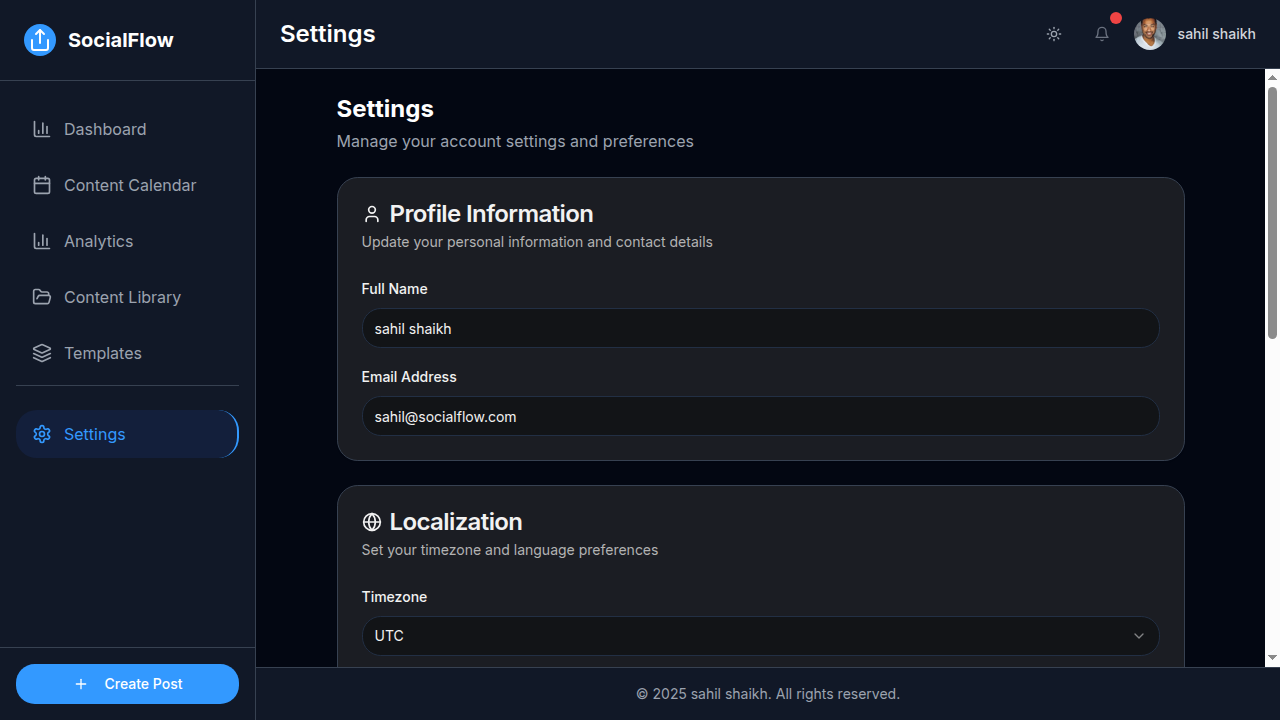 SocialFlow
Dashboard
Content Calendar
Analytics
Content Library
Templates
Settings
Create Post
Settings
sahil shaikh
Settings
Manage your account settings and preferences
Profile Information
Update your personal information and contact details
Full Name
sahil shaikh
Email Address
sahil@socialflow.com
Localization
Set your timezone and language preferences
Timezone
UTC
© 2025 sahil shaikh. All rights reserved.